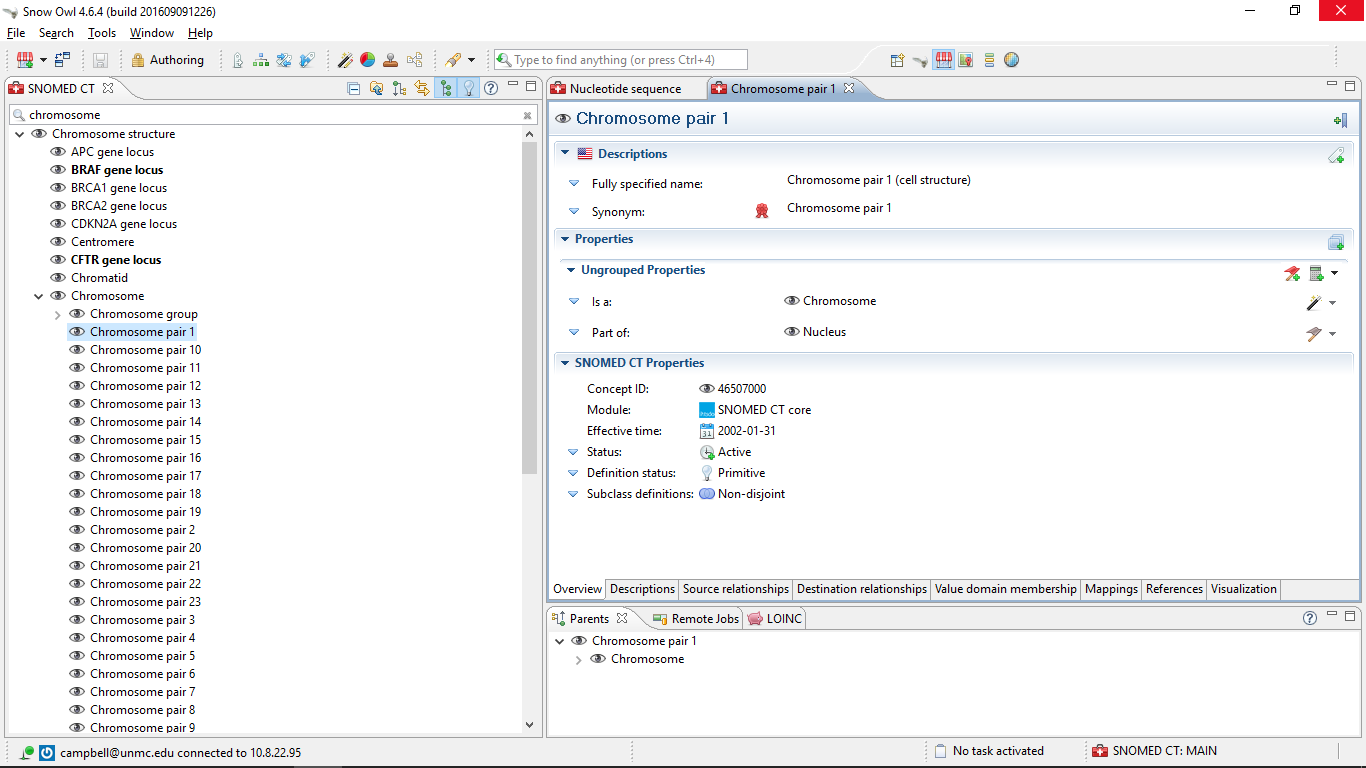 Snow Owl 4.6.4 (build 201609091226)
File Search Tools Window Help
Authoring
Type to find anything (or press Ctrl+4)
SNOMED CT
chromosome
Chromosome structure
APC gene locus
BRAF gene locus
BRCA1 gene locus
BRCA2 gene locus
CDKN2A gene locus
Centromere
CFTR gene locus
Chromatid
Chromosome
Chromosome group
Chromosome pair 1
Chromosome pair 10
Chromosome pair 11
Chromosome pair 12
Chromosome pair 13
Chromosome pair 14
Chromosome pair 15
Chromosome pair 16
Chromosome pair 17
Chromosome pair 18
Chromosome pair 19
Chromosome pair 2
Chromosome pair 20
Chromosome pair 21
Chromosome pair 22
Chromosome pair 23
Chromosome pair 3
Chromosome pair 4
Chromosome pair 5
Chromosome pair 6
Chromosome pair 7
Chromosome pair 8
Chromosome pair 9
Nucleotide sequence Chromosome pair 1
Chromosome pair 1
Descriptions
Fully specified name: Chromosome pair 1 (cell structure)
Synonym: Chromosome pair 1
Properties
Ungrouped Properties
Is a: Chromosome
Part of: Nucleus
SNOMED CT Properties
Concept ID: 46507000
Module: SNOMED CT core
Effective time: 31 2002-01-31
Status: Active
Definition status: Primitive
Subclass definitions: Non-disjoint
Overview Descriptions Source relationships Destination relationships Value domain membership Mappings References Visualization
Parents Remote Jobs LOINC
Chromosome pair 1
Chromosome
campbell@unmc.edu connected to 10.8.22.95
No task activated
SNOMED CT: MAIN